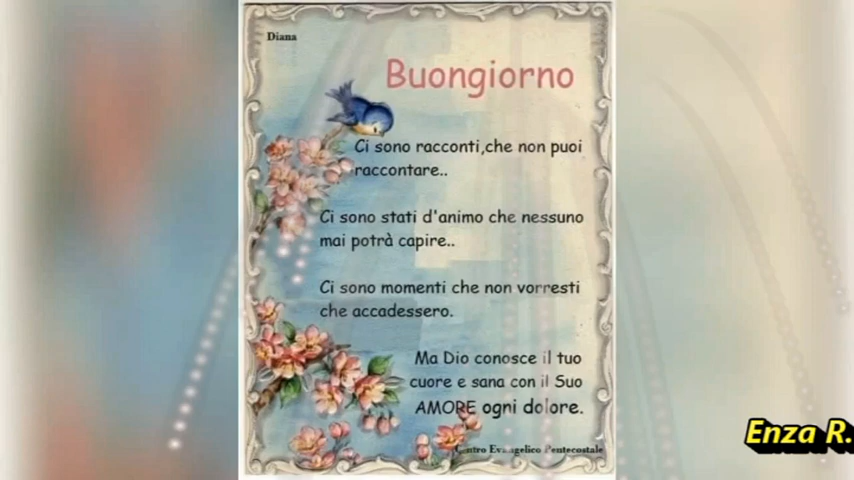 Diana
Buongiorno
Ci sono racconti,che non puoi
raccontare..
Ci sono stati d'animo che nessuno
mai potrà capire..
Ci sono momenti che non vorresti
che accadessero.
Ma Dio conosce il tuo
cuore e sana con il Suo
AMORE ogni dolore.
Centro Evangelico Pentecostale
Enza R.